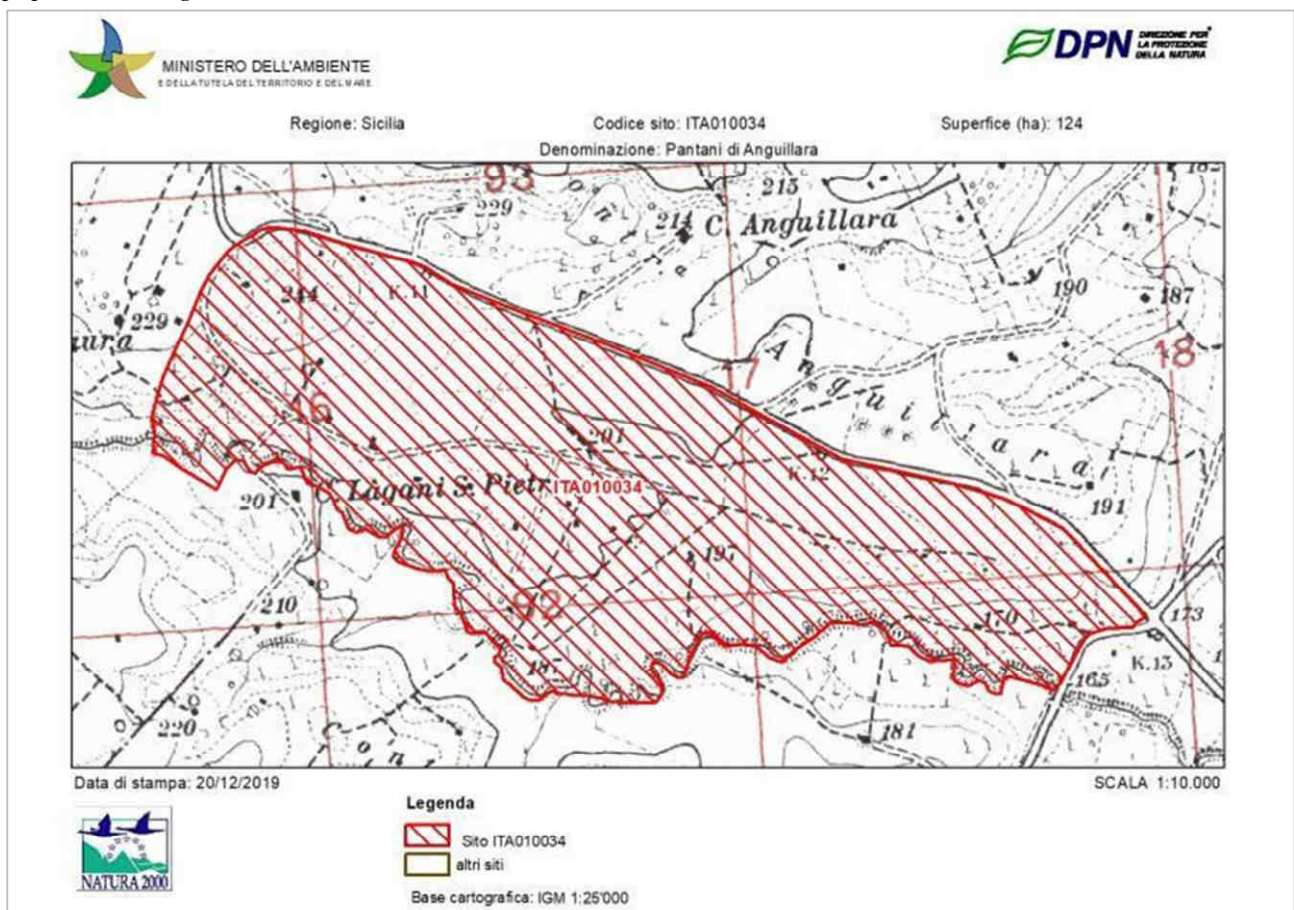 MINISTERO DELL'AMBIENTE
E DELLA TUTELA DEL TERRITORIO E DEL MARE
DPN DIREZIONE PER
LA PROTEZIONE
DELLA NATURA
Regione: Sicilia
Codice sito: ITA010034
Superfice (ha): 124
Denominazione: Pantani di Anguillara
93
215
182
229
214 C. Anguillara
244
K.11
190
187
229
18
7
Anguillara
16
201
K.12
C. Lagani S. Pietr
ITA010034
201
191
197
210
92
170
173
K.13
187
165
220
181
Data di stampa: 20/12/2019
SCALA 1:10.000
Legenda
Sito ITA010034
altri siti
NATURA 2000
Base cartografica: IGM 1:25'000